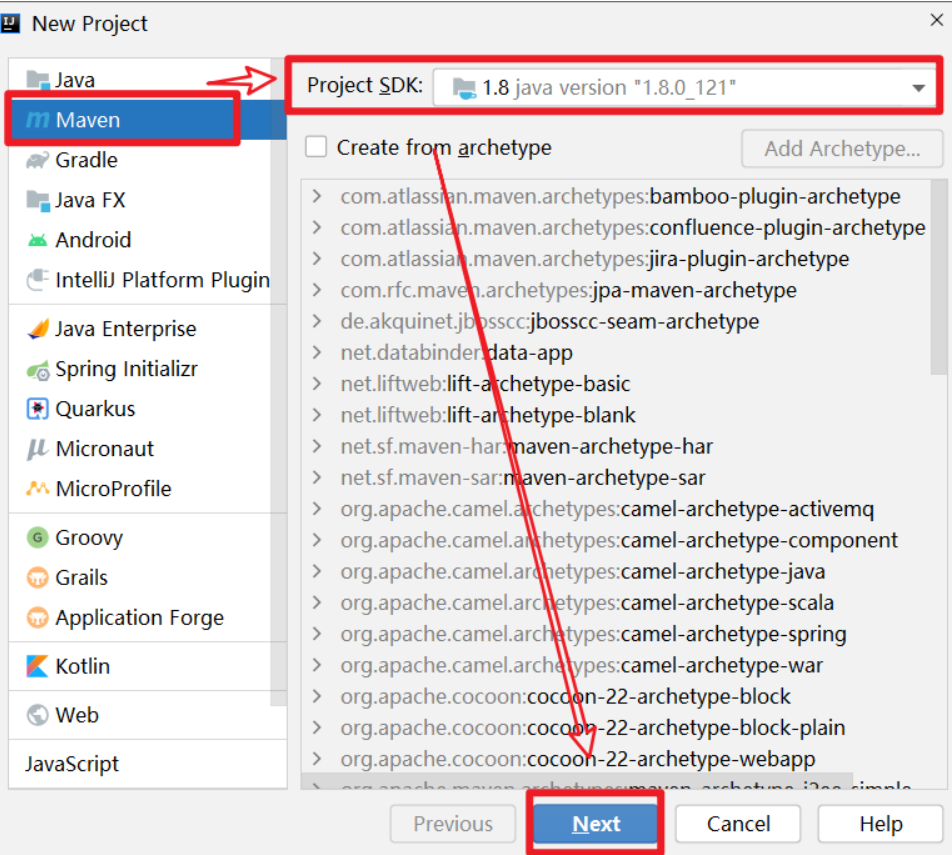 New Project
Java
Maven
Gradle
Java FX
Android
IntelliJ Platform Plugin
Java Enterprise
Spring Initializr
Quarkus
Micronaut
MicroProfile
Groovy
Grails
Application Forge
Kotlin
Web
JavaScript
Project SDK: 1.8 java version "1.8.0_121"
Create from archetype Add Archetype...
com.atlassian.maven.archetypes:bamboo-plugin-archetype
com.atlassian.maven.archetypes:confluence-plugin-archetype
com.atlassian.maven.archetypes:jira-plugin-archetype
com.rfc.maven.archetypes:jpa-maven-archetype
de.akquinet.jbosscc:jbosscc-seam-archetype
net.databinder:data-app
net.liftweb:lift-archetype-basic
net.liftweb:lift-archetype-blank
net.sf.maven-har:maven-archetype-har
net.sf.maven-sar:maven-archetype-sar
org.apache.camel.archetypes:camel-archetype-activemq
org.apache.camel.archetypes:camel-archetype-component
org.apache.camel.archetypes:camel-archetype-java
org.apache.camel.archetypes:camel-archetype-scala
org.apache.camel.archetypes:camel-archetype-spring
org.apache.camel.archetypes:camel-archetype-war
org.apache.cocoon:cocoon-22-archetype-block
org.apache.cocoon:cocoon-22-archetype-block-plain
org.apache.cocoon:cocoon-22-archetype-webapp
org.apache.maven.archetypes:maven-archetype-j2ee-simple
Previous Next Cancel Help